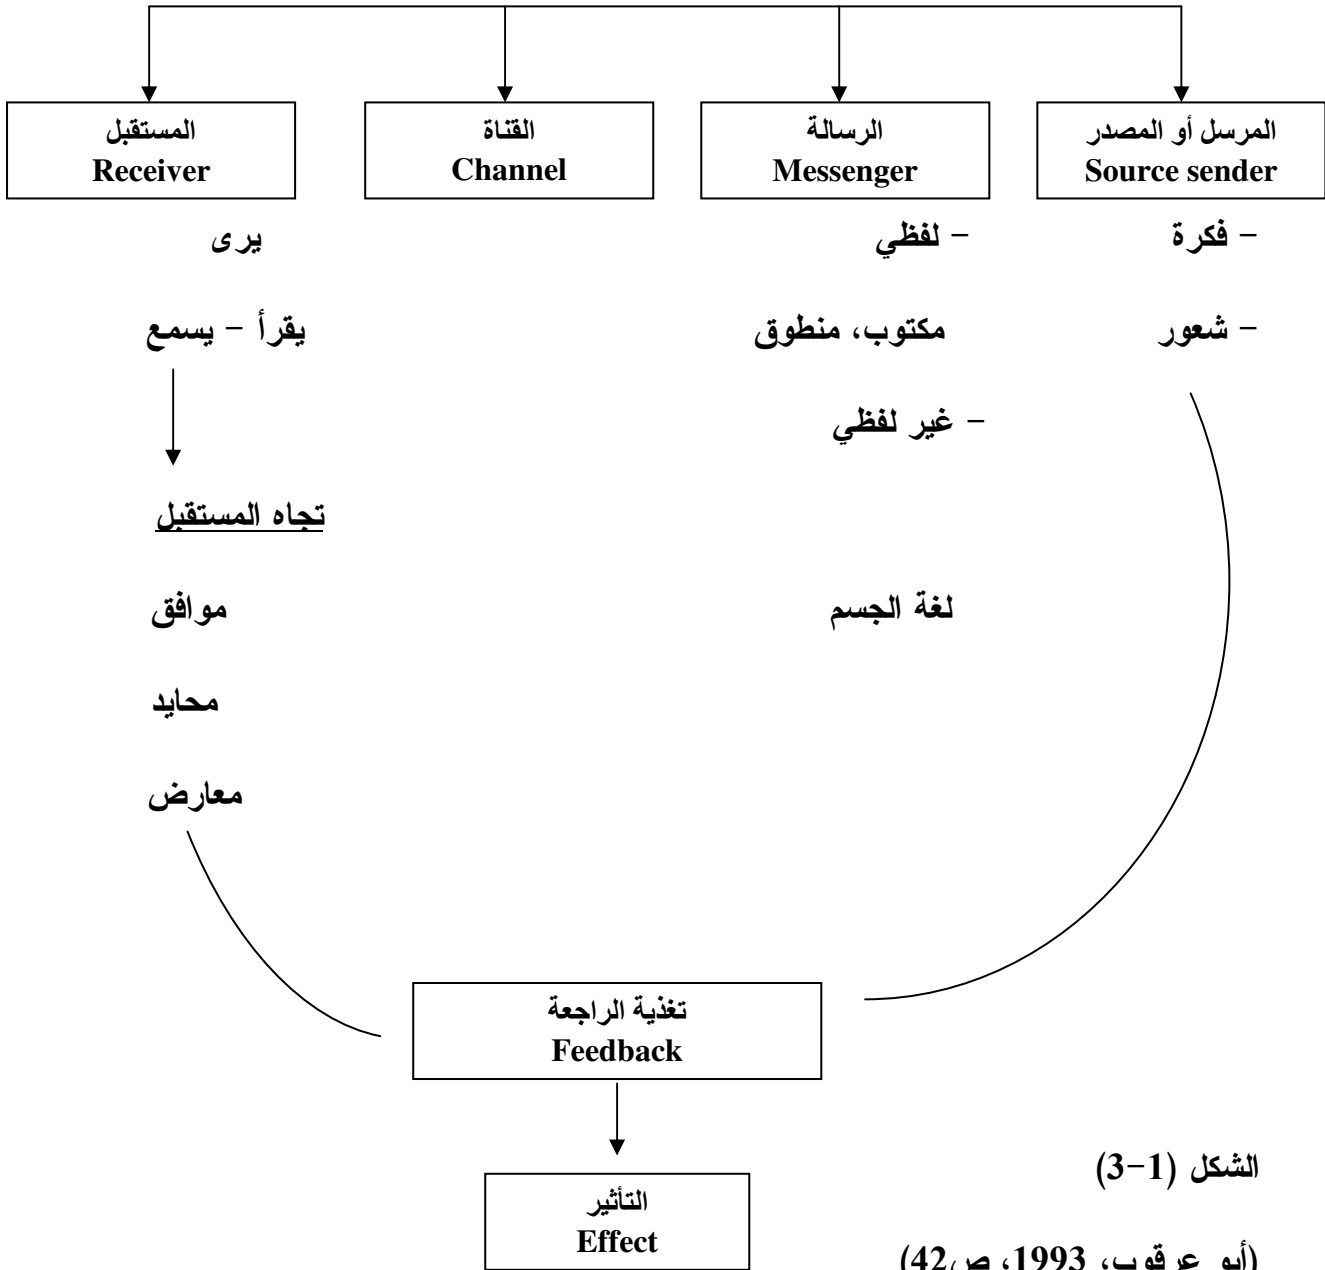 المرسل أو المصدر
Source sender
- فكرة
- شعور
الرسالة
Messenger
- لفظي
مكتوب، منطوق
- غير لفظي
لغة الجسم
القناة
Channel
المستقبل
Receiver
يرى
يقرأ - يسمع
تجاه المستقبل
موافق
محايد
معارض
تغذية الراجعة
Feedback
التأثير
Effect
الشكل (1-3)
(أبو عرقوب، 1993، ص42)